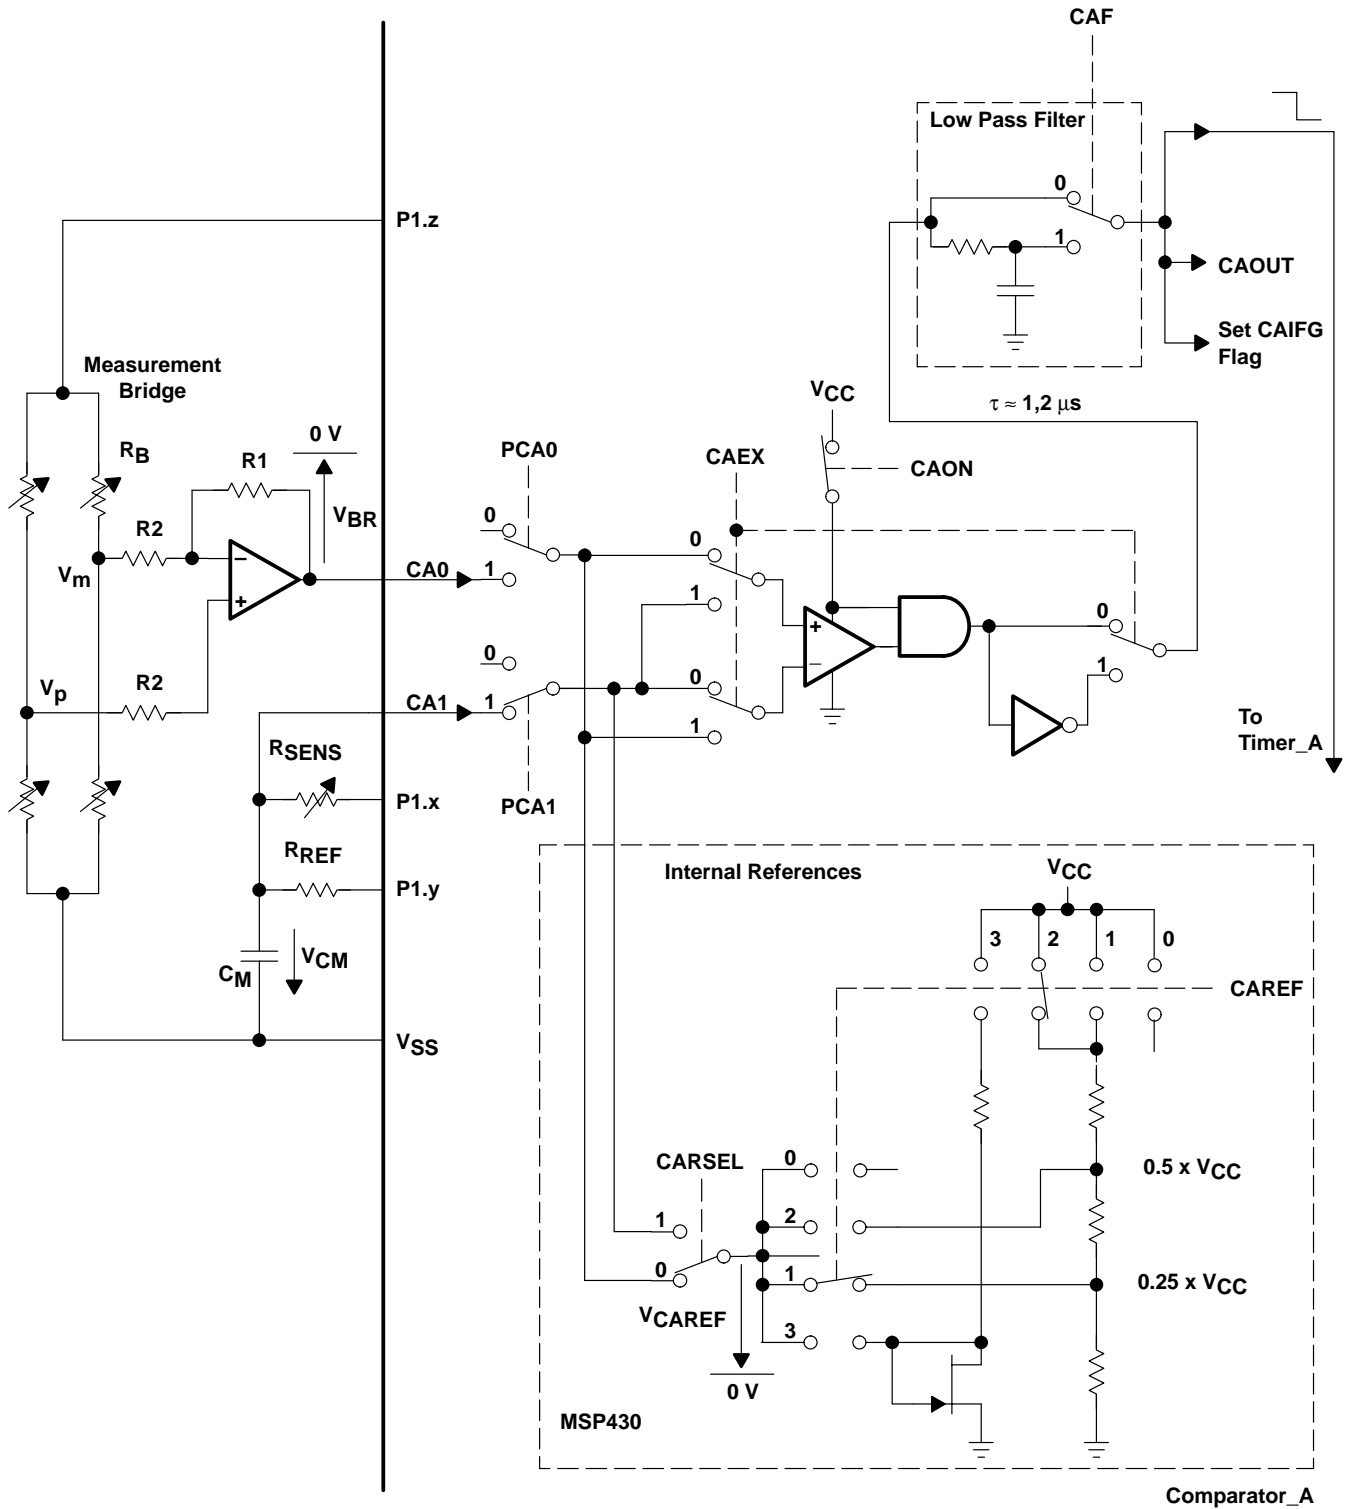 CAF
Low Pass Filter
0
P1.z
1
CAOUT
Set CAIFG
Flag
Measurement
Bridge
VCC
τ ≈ 1,2 µs
0 V
RB
R1
PCA0
CAEX
CAON
VBR
0
R2
0
Vm
CA0
1
1
0
+
−
+
−
0
0
1
Vp
R2
CA1
1
1
To
Timer_A
RSENS
P1.x
PCA1
RREF
Internal References
VCC
P1.y
3
2
1
0
VCM
CM
CAREF
VSS
CARSEL
0
0.5 x VCC
1
2
0
1
0.25 x VCC
VCAREF
3
0 V
MSP430
Comparator_A